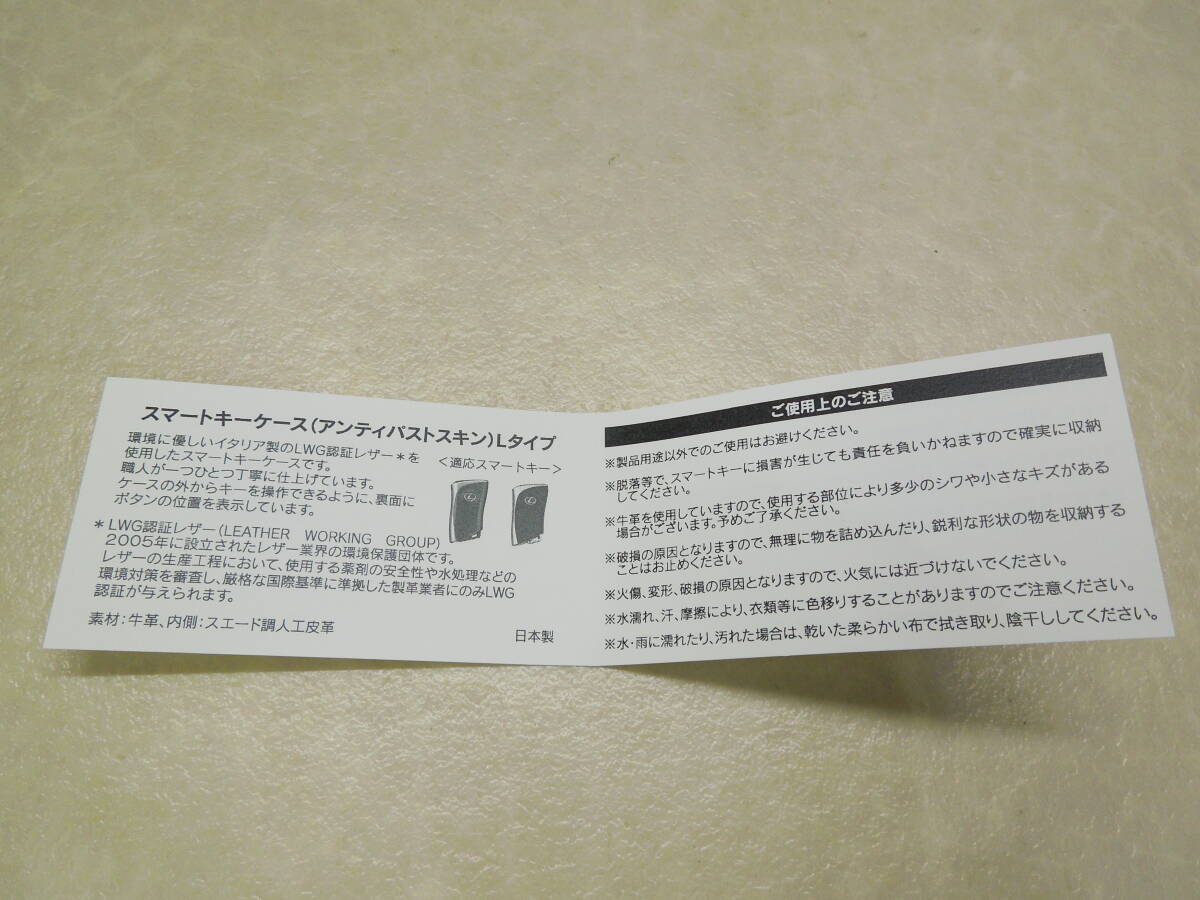 スマートキーケース(アンティパストスキン)Lタイプ
環境に優しいイタリア製のLWG認証レザー*を
使用したスマートキーケースです。
職人が一つひとつ丁寧に仕上げています。
ケースの外からキーを操作できるように、裏面に
ボタンの位置を表示しています。
<適応スマートキー>
* LWG認証レザー(LEATHER WORKING GROUP)
2005年に設立されたレザー業界の環境保護団体です。
レザーの生産工程において、使用する薬剤の安全性や水処理などの
環境対策を審査し、厳格な国際基準に準拠した製革業者にのみLWG
認証が与えられます。
素材:牛革、内側:スエード調人工皮革
日本製
ご使用上のご注意
※製品用途以外でのご使用はお避けください。
※脱落等で、スマートキーに損害が生じても責任を負いかねますので確実に収納
してください。
※牛革を使用していますので、使用する部位により多少のシワや小さなキズがある
場合がございます。予めご了承ください。
※破損の原因となりますので、無理に物を詰め込んだり、鋭利な形状の物を収納する
ことはお止めください。
※火傷、変形、破損の原因となりますので、火気には近づけないでください。
※水濡れ、汗、摩擦により、衣類等に色移りすることがありますのでご注意ください。
※水・雨に濡れたり、汚れた場合は、乾いた柔らかい布で拭き取り、陰干ししてください。